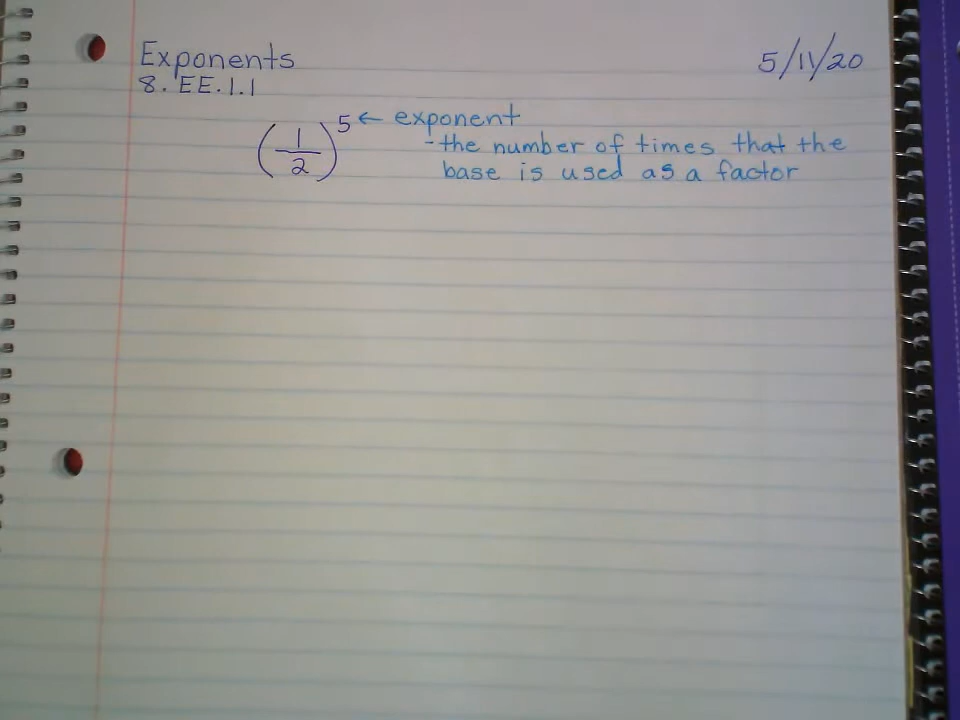 Exponents
5/11/20
8.EE.1.1
(1/2)^5 ← exponent
- the number of times that the
base is used as a factor